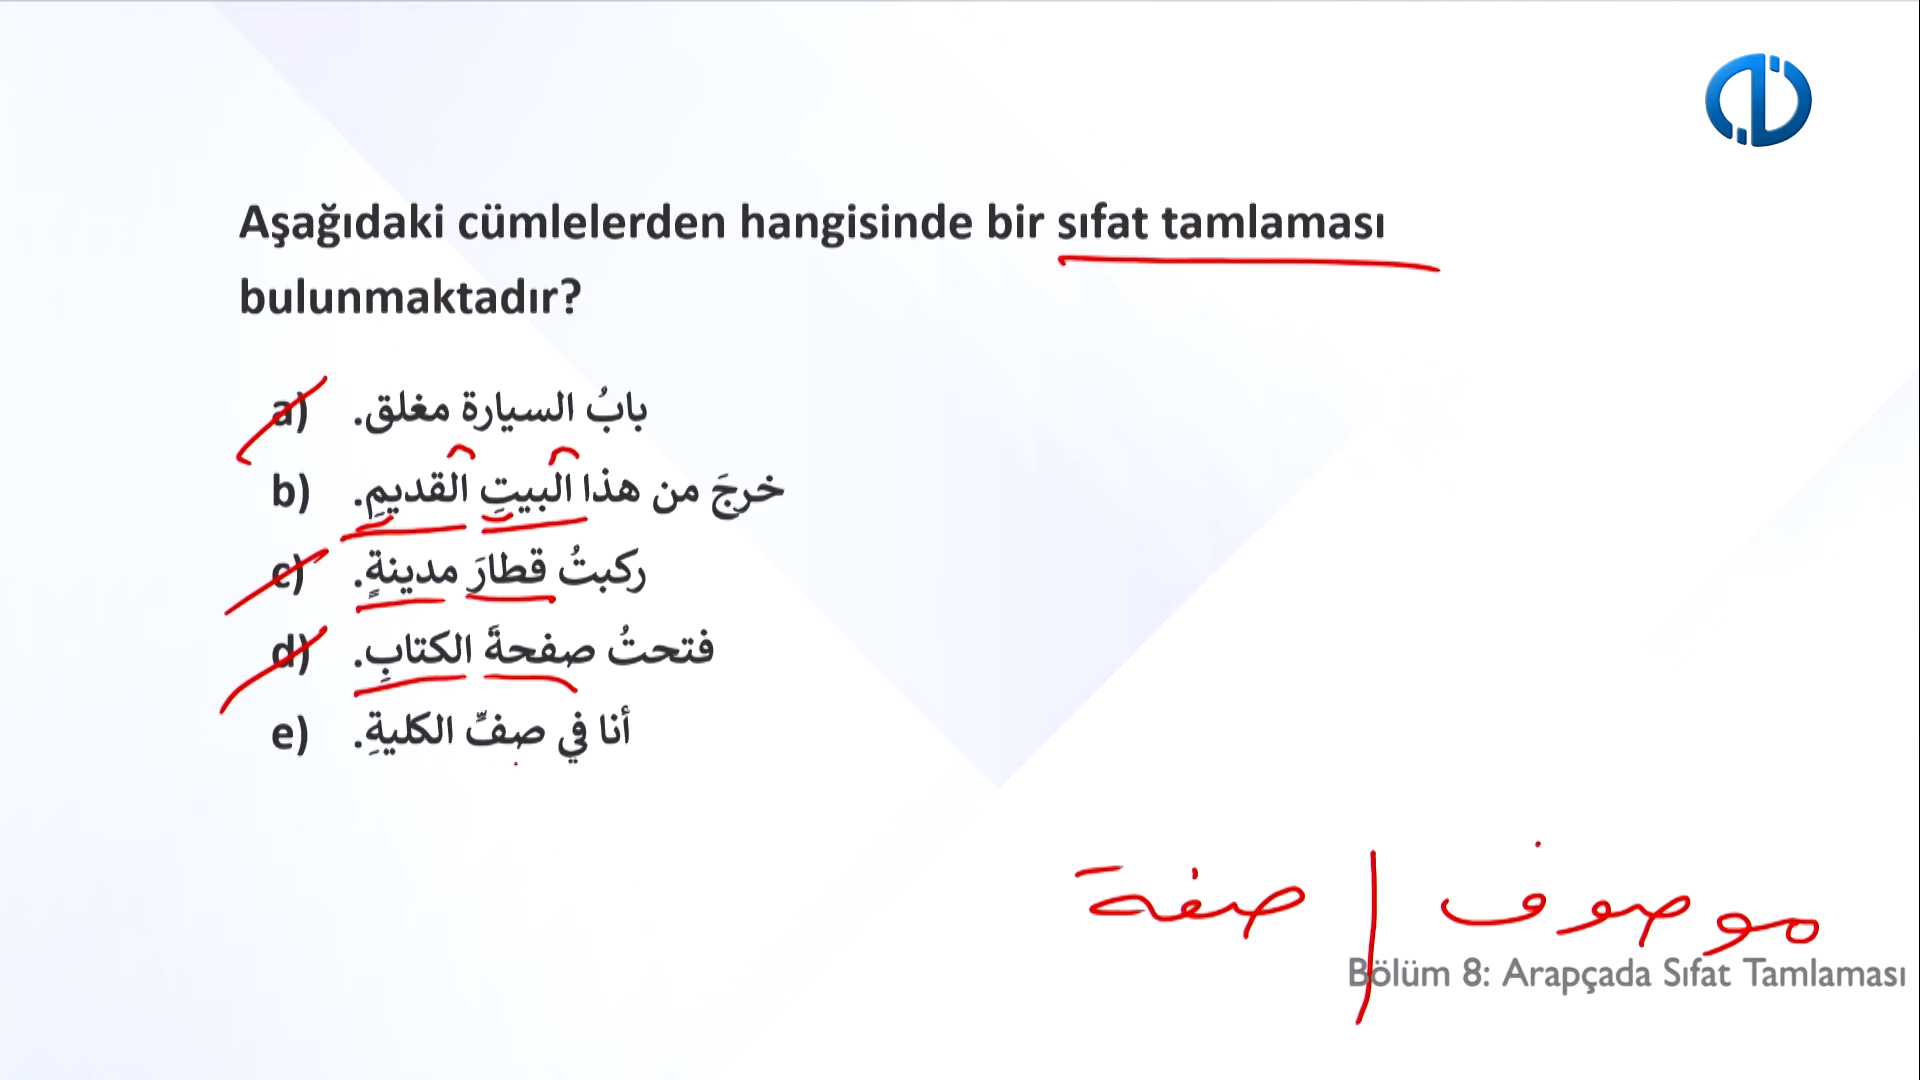 Aşağıdaki cümlelerden hangisinde bir sıfat tamlaması
bulunmaktadır?
a) بابُ السيارة مغلق.
b) خرجَ من هذا البيتِ القديمِ.
c) ركبتُ قطارَ مدينةٍ.
d) فتحتُ صفحةَ الكتابِ.
e) أنا في صفِّ الكليةِ.
موصوف | صفة
Bölüm 8: Arapçada Sıfat Tamlaması